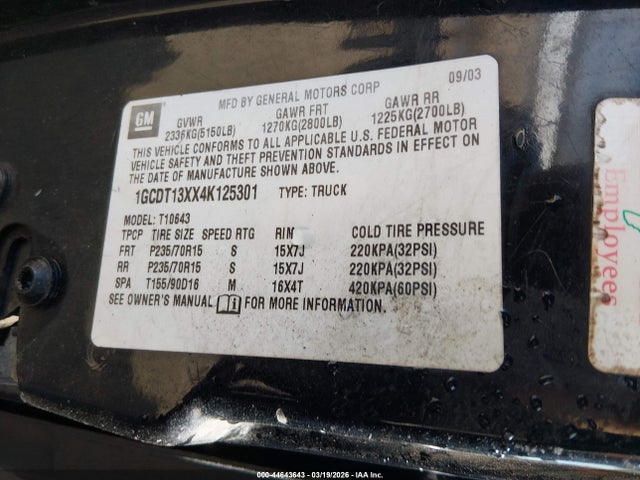 09/03
MFD BY GENERAL MOTORS CORP
GM
GVWR GAWR FRT GAWR RR
2336KG(5150LB) 1270KG(2800LB) 1225KG(2700LB)
THIS VEHICLE CONFORMS TO ALL APPLICABLE U.S. FEDERAL MOTOR
VEHICLE SAFETY AND THEFT PREVENTION STANDARDS IN EFFECT ON
THE DATE OF MANUFACTURE SHOWN ABOVE.
1GCDT13XX4K125301 TYPE: TRUCK
MODEL: T10643
TPCP TIRE SIZE SPEED RTG RIM COLD TIRE PRESSURE
FRT P235/70R15 S 15X7J 220KPA(32PSI)
RR P235/70R15 S 15X7J 220KPA(32PSI)
SPA T155/90D16 M 16X4T 420KPA(60PSI)
SEE OWNER'S MANUAL FOR MORE INFORMATION.
Employees
000-44643643 | 03/19/2026 - IAA Inc.